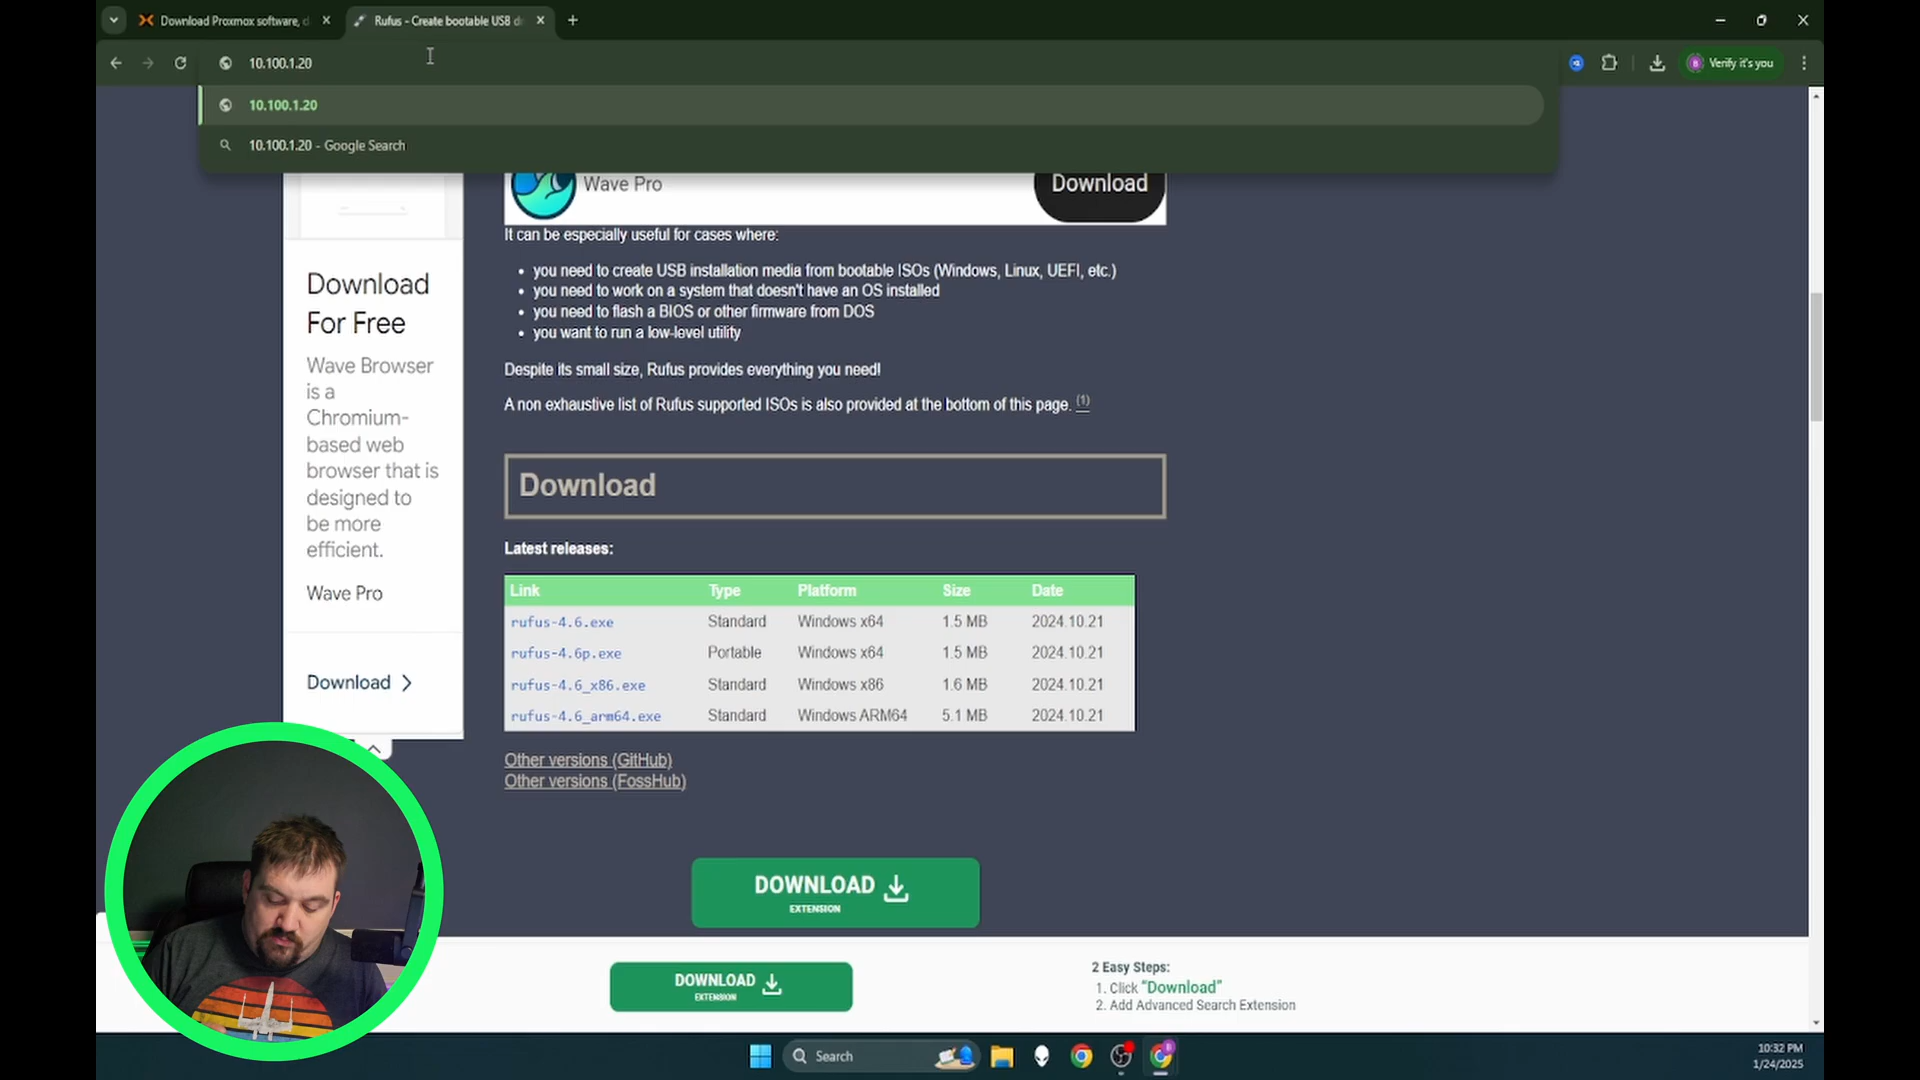 Download Proxmox software, d
Rufus - Create bootable USB d
10.100.1.20
Verify it's you
10.100.1.20
10.100.1.20 - Google Search
Wave Pro
Download
It can be especially useful for cases where:
• you need to create USB installation media from bootable ISOs (Windows, Linux, UEFI, etc.)
• you need to work on a system that doesn't have an OS installed
• you need to flash a BIOS or other firmware from DOS
• you want to run a low-level utility
Despite its small size, Rufus provides everything you need!
A non exhaustive list of Rufus supported ISOs is also provided at the bottom of this page. (1)
Download
For Free
Wave Browser
is a
Chromium-
based web
browser that is
designed to
be more
efficient.
Wave Pro
Download
Download
Latest releases:
Link Type Platform Size Date
rufus-4.6.exe Standard Windows x64 1.5 MB 2024.10.21
rufus-4.6p.exe Portable Windows x64 1.5 MB 2024.10.21
rufus-4.6_x86.exe Standard Windows x86 1.6 MB 2024.10.21
rufus-4.6_arm64.exe Standard Windows ARM64 5.1 MB 2024.10.21
Other versions (GitHub)
Other versions (FossHub)
DOWNLOAD
EXTENSION
DOWNLOAD
EXTENSION
2 Easy Steps:
1. Click "Download"
2. Add Advanced Search Extension
Search
10:32 PM
1/24/2025